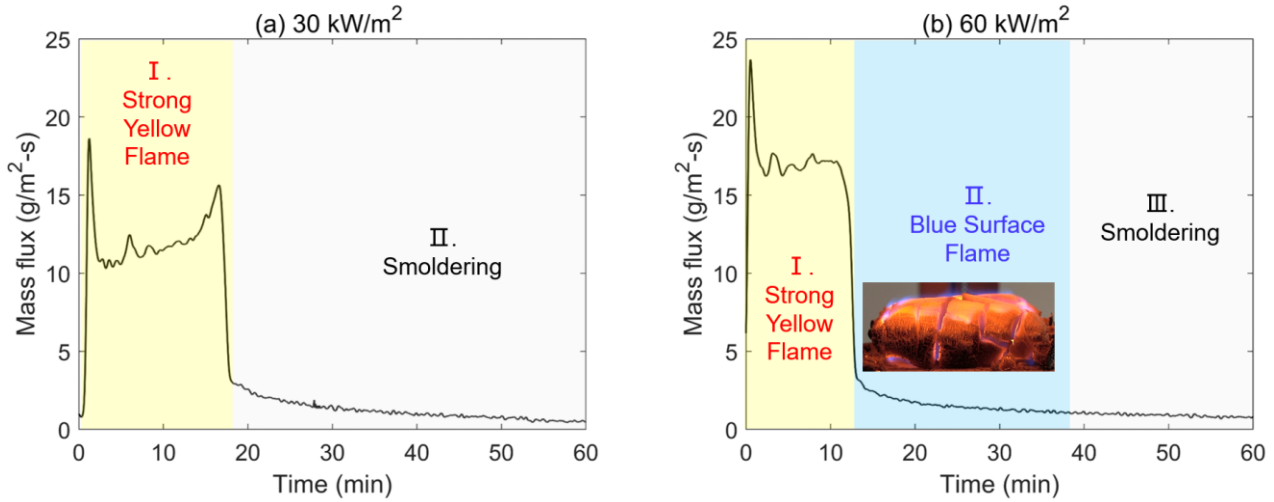 (a) 30 kW/m²
25
20
15
10
5
0
Mass flux (g/m²-s)
Ⅰ.
Strong
Yellow
Flame
Ⅱ.
Smoldering
0 10 20 30 40 50 60
Time (min)
(b) 60 kW/m²
25
20
15
10
5
0
Mass flux (g/m²-s)
Ⅰ.
Strong
Yellow
Flame
Ⅱ.
Blue Surface
Flame
Ⅲ.
Smoldering
0 10 20 30 40 50 60
Time (min)